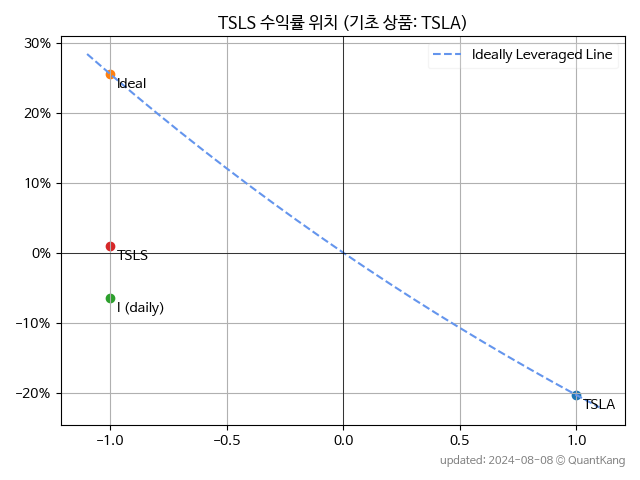 TSLS 수익률 위치 (기초 상품: TSLA)
30%
20%
10%
0%
−10%
−20%
Ideally Leveraged Line
Ideal
TSLS
I (daily)
TSLA
−1.0
−0.5
0.0
0.5
1.0
updated: 2024-08-08 © QuantKang